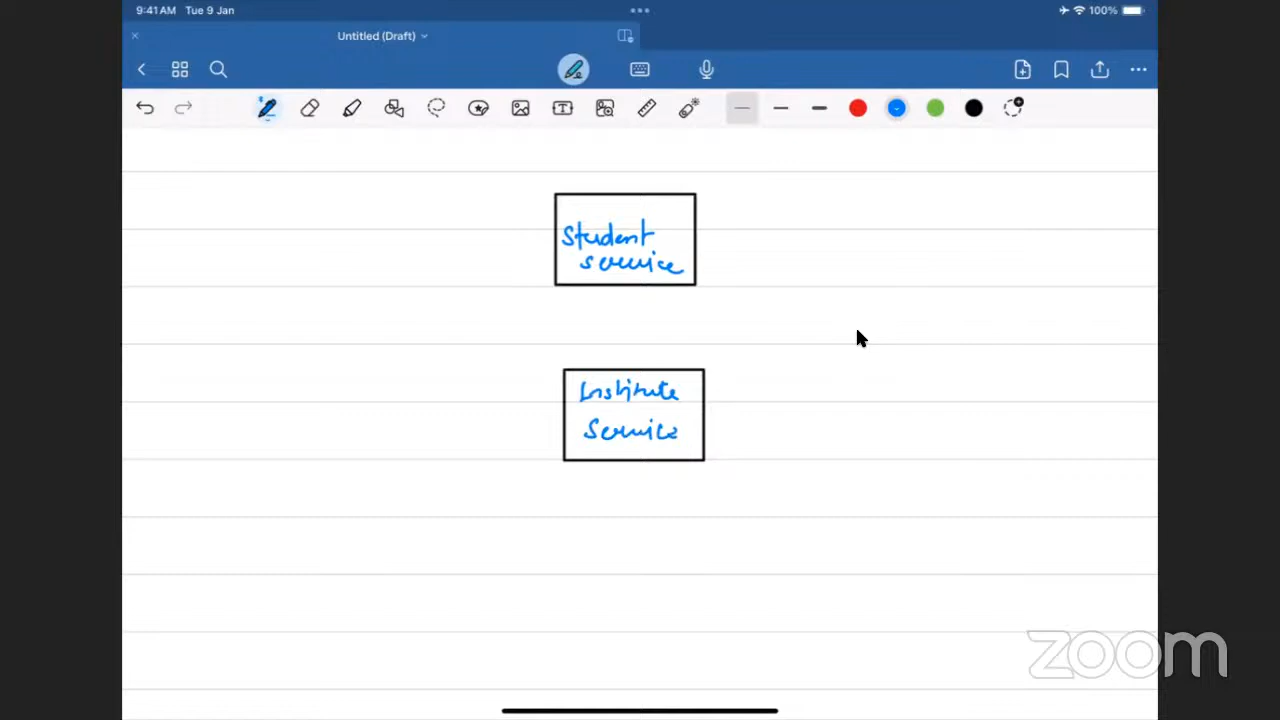 9:41 AM Tue 9 Jan
100%
Untitled (Draft)
Student
service
Institute
Service
zoom